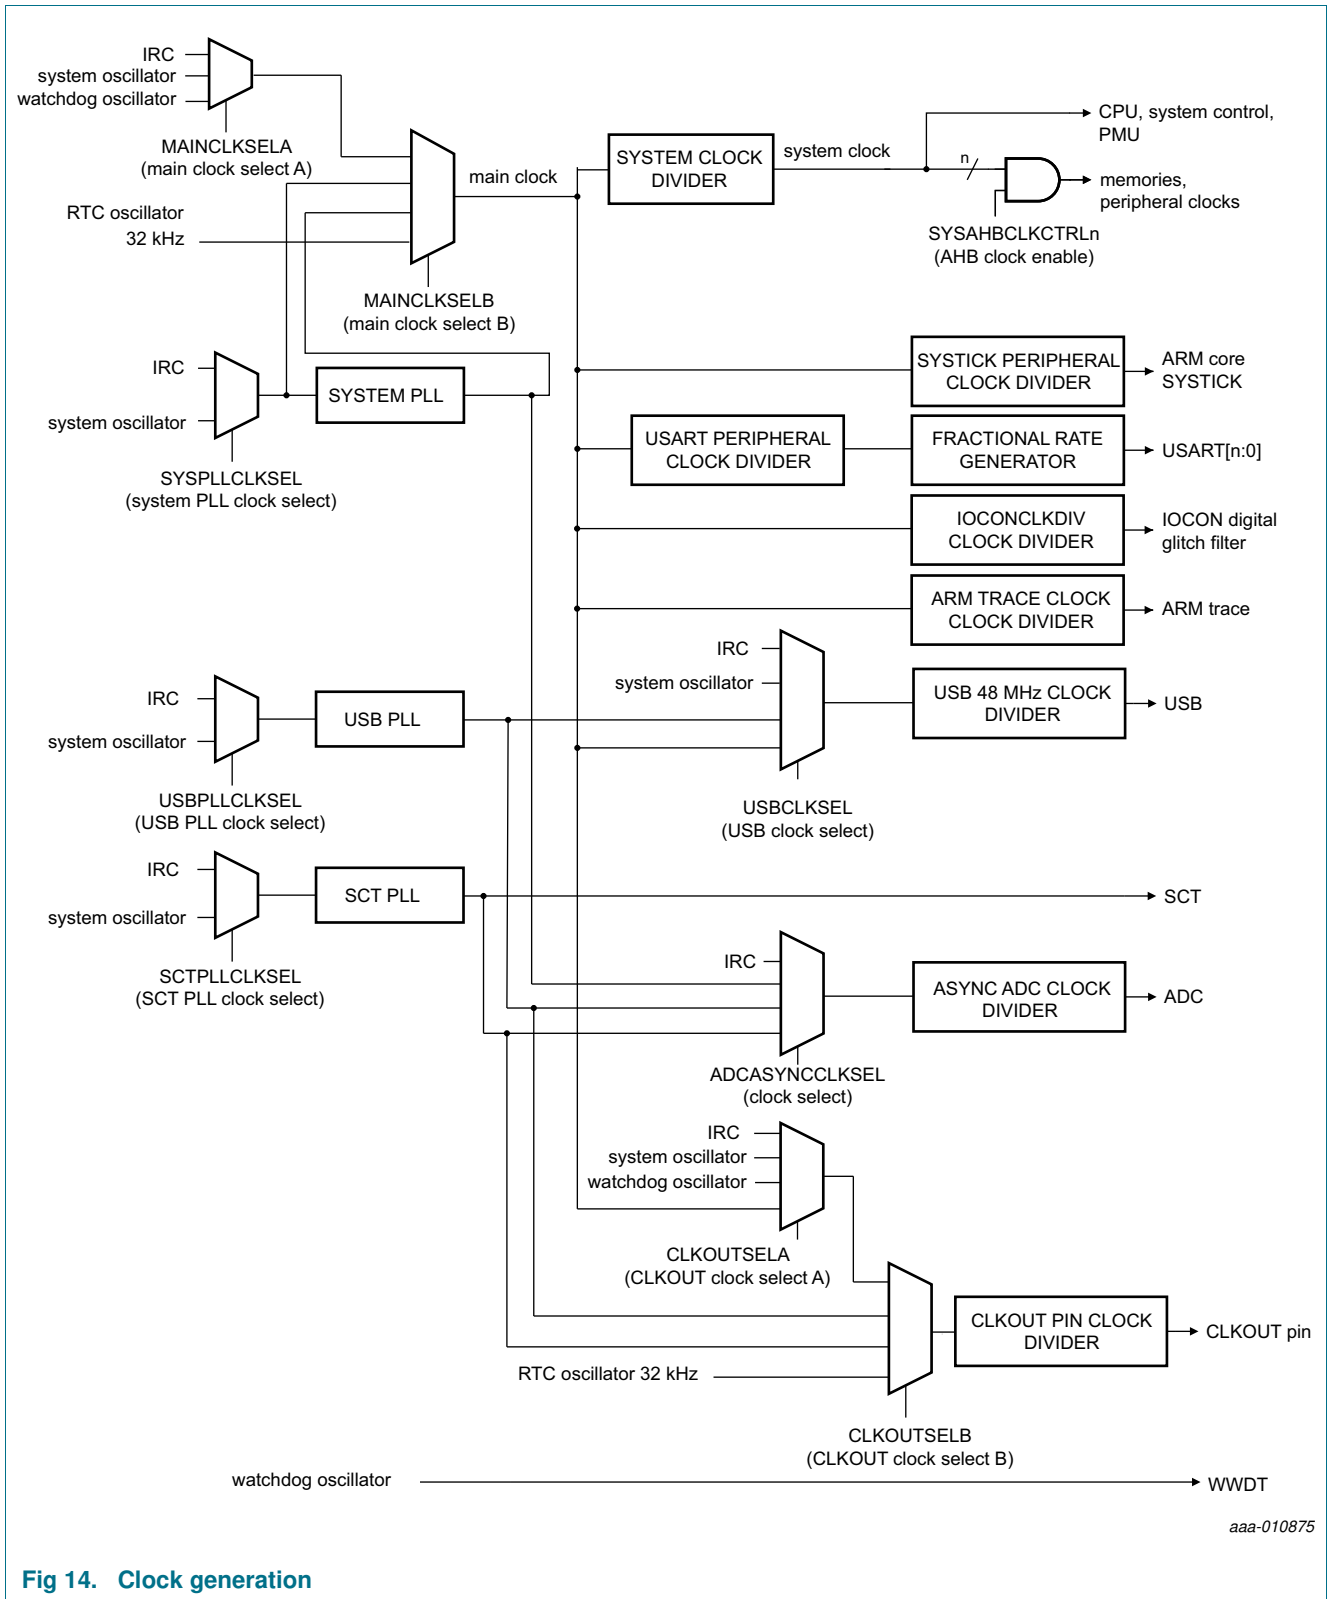 IRC
system oscillator
watchdog oscillator
MAINCLKSELA
(main clock select A)
RTC oscillator
32 kHz
main clock
MAINCLKSELB
(main clock select B)
SYSTEM CLOCK
DIVIDER
system clock
n
CPU, system control,
PMU
memories,
peripheral clocks
SYSAHBCLKCTRLn
(AHB clock enable)
IRC
system oscillator
SYSTEM PLL
SYSPLLCLKSEL
(system PLL clock select)
SYSTICK PERIPHERAL
CLOCK DIVIDER
ARM core
SYSTICK
USART PERIPHERAL
CLOCK DIVIDER
FRACTIONAL RATE
GENERATOR
USART[n:0]
IOCONCLKDIV
CLOCK DIVIDER
IOCON digital
glitch filter
ARM TRACE CLOCK
CLOCK DIVIDER
ARM trace
IRC
system oscillator
USB PLL
USBPLLCLKSEL
(USB PLL clock select)
IRC
system oscillator
USB 48 MHz CLOCK
DIVIDER
USB
USBCLKSEL
(USB clock select)
IRC
system oscillator
SCT PLL
SCT
SCTPLLCLKSEL
(SCT PLL clock select)
IRC
ASYNC ADC CLOCK
DIVIDER
ADC
ADCASYNCCLKSEL
(clock select)
IRC
system oscillator
watchdog oscillator
CLKOUTSELA
(CLKOUT clock select A)
CLKOUT PIN CLOCK
DIVIDER
CLKOUT pin
RTC oscillator 32 kHz
CLKOUTSELB
(CLKOUT clock select B)
watchdog oscillator
WWDT
aaa-010875
Fig 14. Clock generation